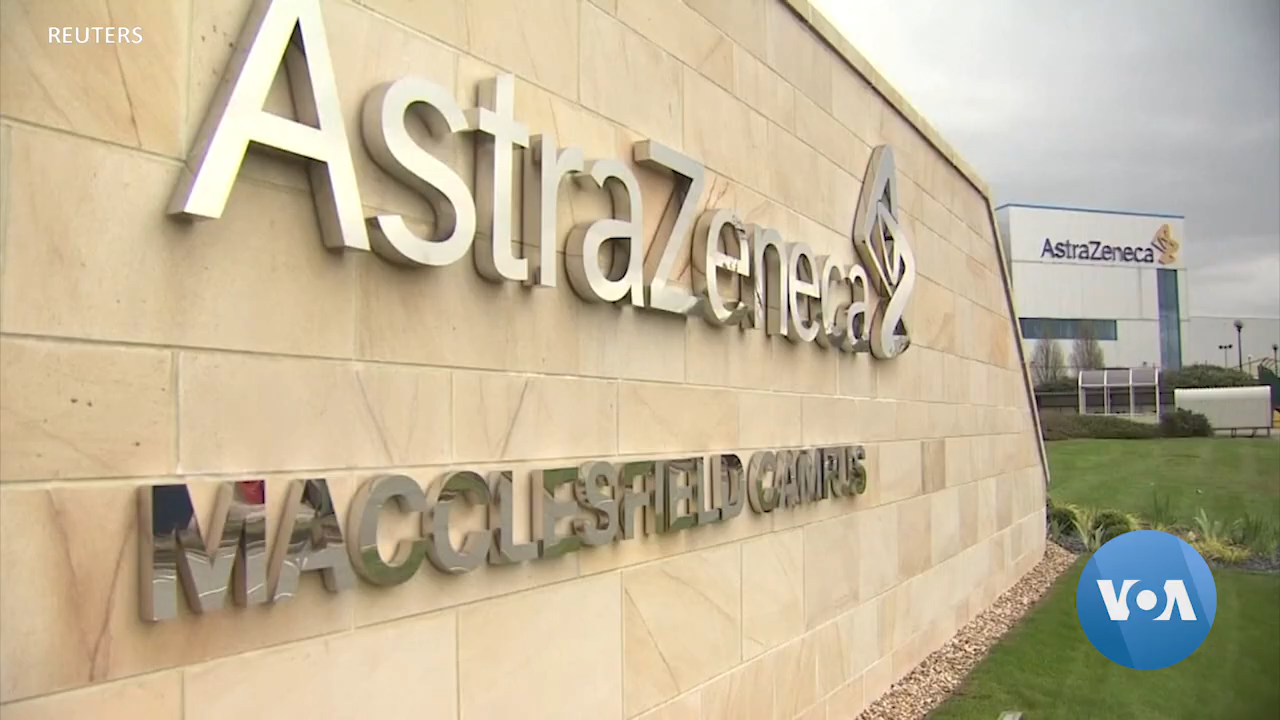 REUTERS
AstraZeneca
AstraZeneca
MACCLESFIELD CAMPUS
VOA